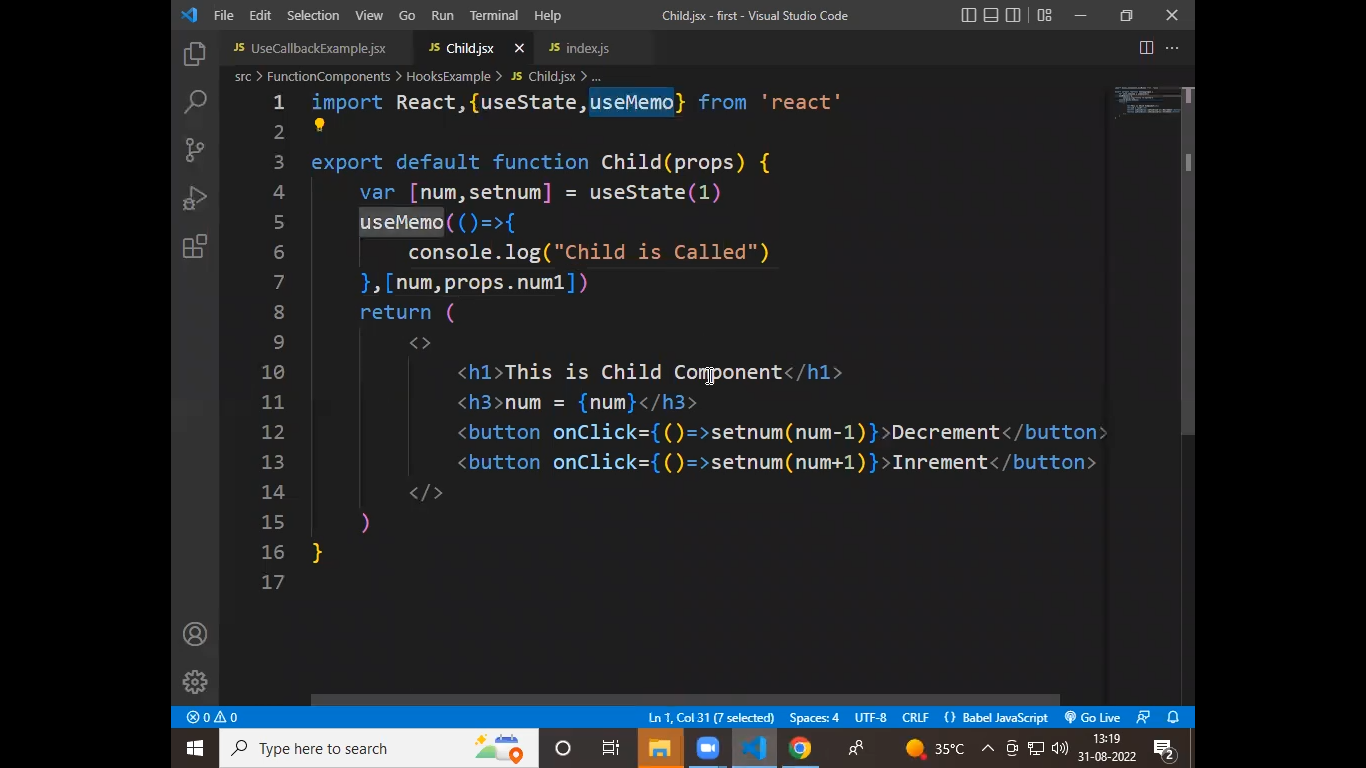 File Edit Selection View Go Run Terminal Help Child.jsx - first - Visual Studio Code
JS UseCallbackExample.jsx JS Child.jsx JS index.js
src > FunctionComponents > HooksExample > JS Child.jsx > ...
1 import React,{useState,useMemo} from 'react'
2
3 export default function Child(props) {
4 var [num,setnum] = useState(1)
5 useMemo(()=>{
6 console.log("Child is Called")
7 },[num,props.num1])
8 return (
9 <>
10 <h1>This is Child Component</h1>
11 <h3>num = {num}</h3>
12 <button onClick={()=>setnum(num-1)}>Decrement</button>
13 <button onClick={()=>setnum(num+1)}>Inrement</button>
14 </>
15 )
16 }
17
0 0 Ln 1, Col 31 (7 selected) Spaces: 4 UTF-8 CRLF {} Babel JavaScript Go Live
Type here to search 35°C 13:19
31-08-2022 2